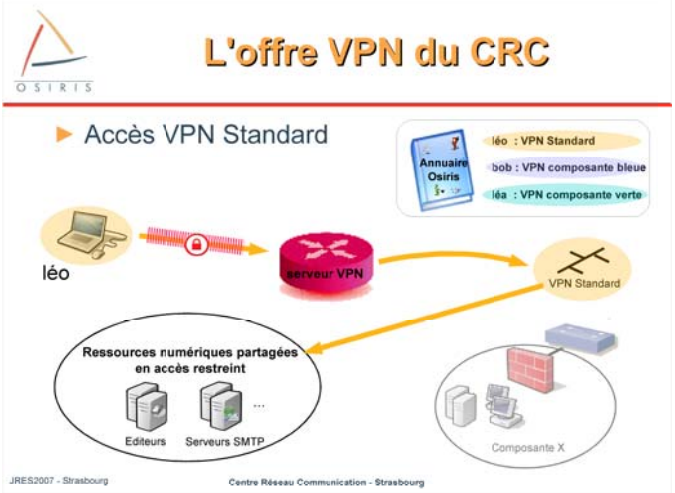 OSIRIS
L'offre VPN du CRC
Accès VPN Standard
Annuaire
Osiris
léo : VPN Standard
bob : VPN composante bleue
léa : VPN composante verte
léo
serveur VPN
VPN Standard
Ressources numériques partagées
en accès restreint
...
Editeurs
Serveurs SMTP
Composante X
JRES2007 - Strasbourg
Centre Réseau Communication - Strasbourg